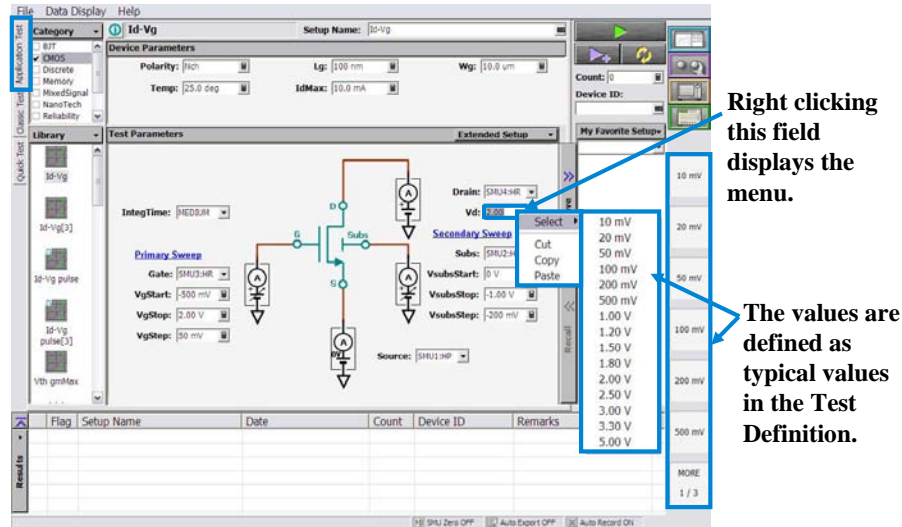 File Data Display Help
Application Test
Classic Test
Quick Test
Category
BJT
CMOS
Discrete
Memory
MixedSignal
NanoTech
Reliability
Library
Id-Vg
Id-Vg[3]
Id-Vg pulse
Id-Vg
pulse[3]
Vth gmMax
Id-Vg
Setup Name: Id-Vg
Device Parameters
Polarity: Nch
Lg: 100 nm
Wg: 10.0 um
Temp: 25.0 deg
IdMax: 10.0 mA
Test Parameters
Extended Setup
IntegTime: MEDIUM
Primary Sweep
Gate: SMU3:HR
VgStart: -500 mV
VgStop: 2.00 V
VgStep: 50 mV
A
D
G
Subs
A
A
S
A
0V
Drain: SMU4:HR
Vd: 2.00
Secondary Sweep
Subs: SMU2:H
VsubsStart: 0 V
VsubsStop: -1.00 V
VsubsStep: -200 mV
Source: SMU1:HP
Recall
Select
Cut
Copy
Paste
10 mV
20 mV
50 mV
100 mV
200 mV
500 mV
1.00 V
1.20 V
1.50 V
1.80 V
2.00 V
2.50 V
3.00 V
3.30 V
5.00 V
Count: 0
Device ID:
My Favorite Setup
10 mV
20 mV
50 mV
100 mV
200 mV
500 mV
MORE
1 / 3
Right clicking
this field
displays the
menu.
The values are
defined as
typical values
in the Test
Definition.
Results
Flag Setup Name Date Count Device ID Remarks
SMU Zero OFF Auto Export OFF Auto Record ON